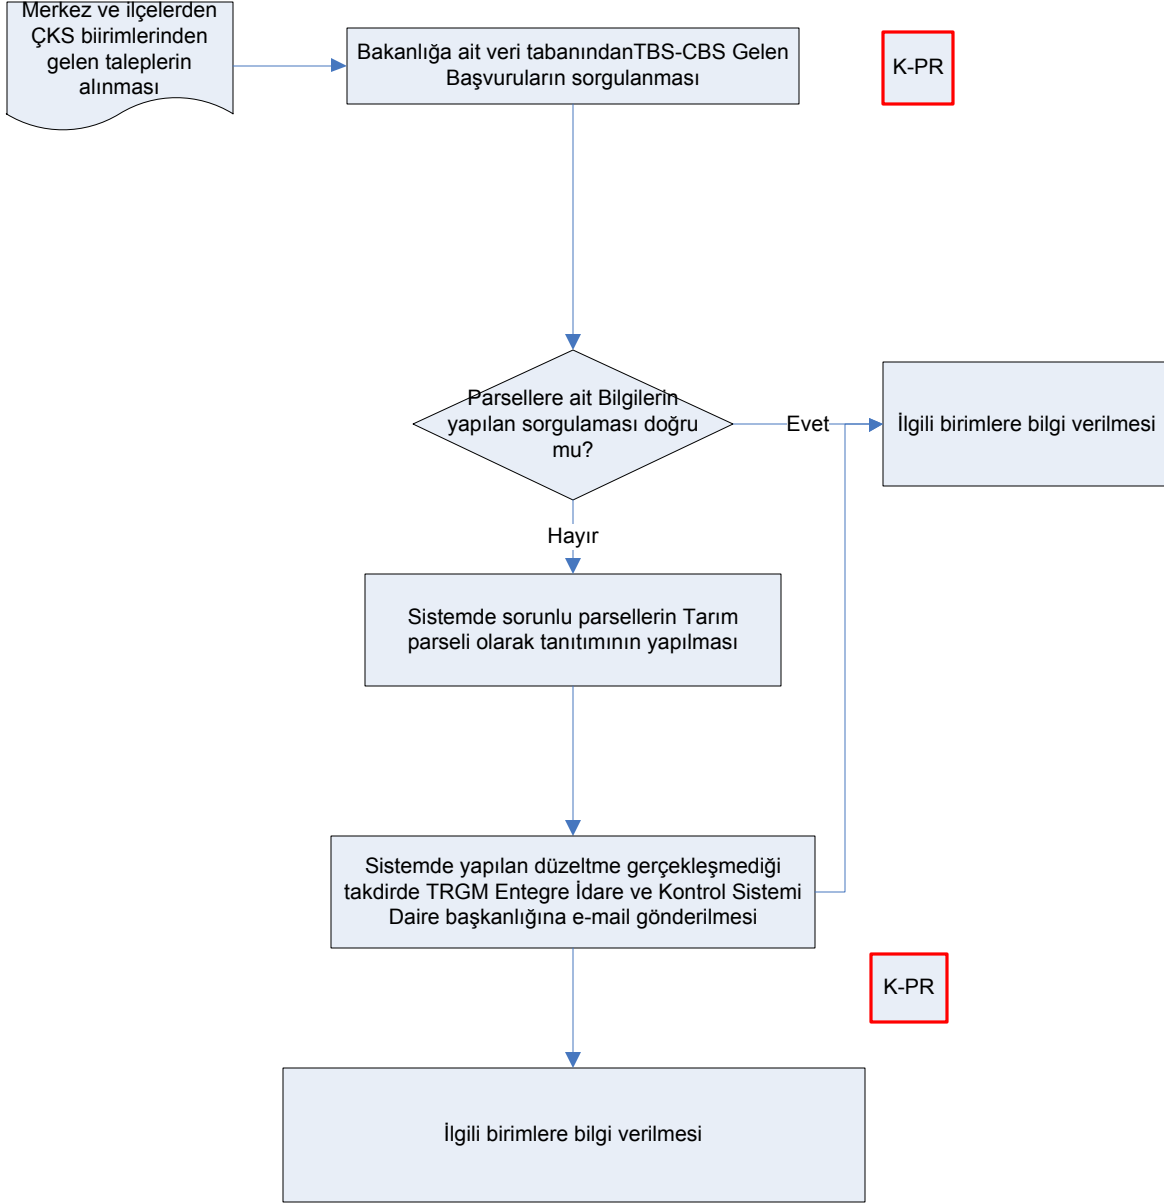 Merkez ve ilçelerden
ÇKS biirimlerinden
gelen taleplerin
alınması
Bakanlığa ait veri tabanındanTBS-CBS Gelen
Başvuruların sorgulanması
K-PR
Parsellere ait Bilgilerin
yapılan sorgulaması doğru
mu?
Evet
İlgili birimlere bilgi verilmesi
Hayır
Sistemde sorunlu parsellerin Tarım
parseli olarak tanıtımının yapılması
Sistemde yapılan düzeltme gerçekleşmediği
takdirde TRGM Entegre İdare ve Kontrol Sistemi
Daire başkanlığına e-mail gönderilmesi
K-PR
İlgili birimlere bilgi verilmesi